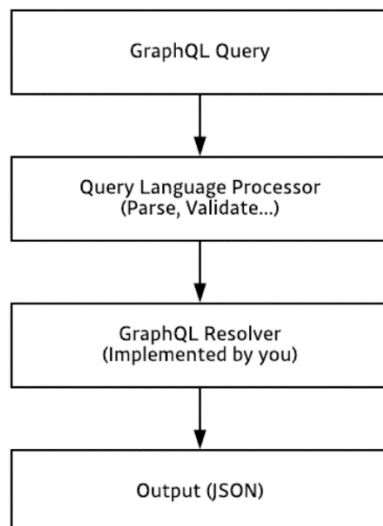 GraphQL Query
Query Language Processor
(Parse, Validate...)
GraphQL Resolver
(Implemented by you)
Output (JSON)